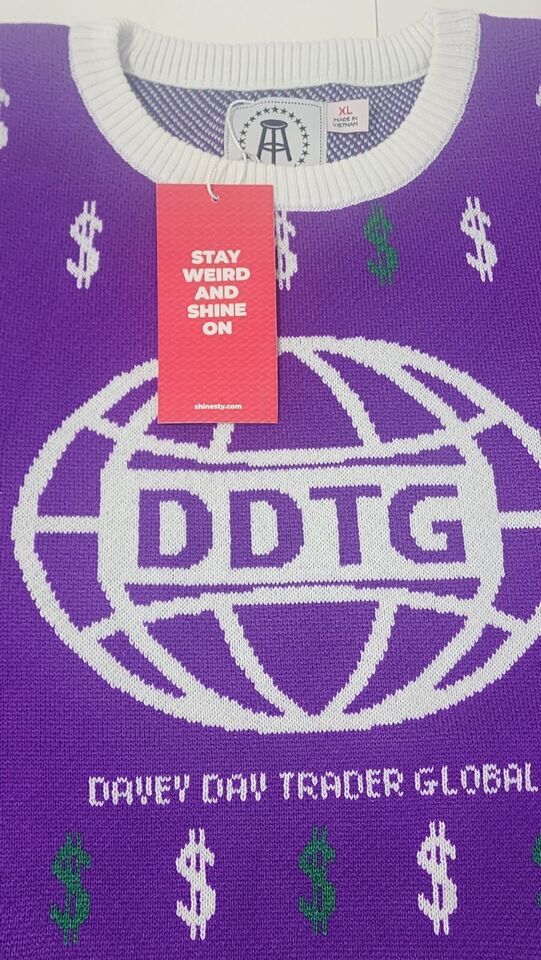 XL
MADE IN
VIETNAM
$ $ $ $
STAY
WEIRD
AND
SHINE
ON
shinesty.com
DDTG
DAVEY DAY TRADER GLOBAL
$ $ $ $